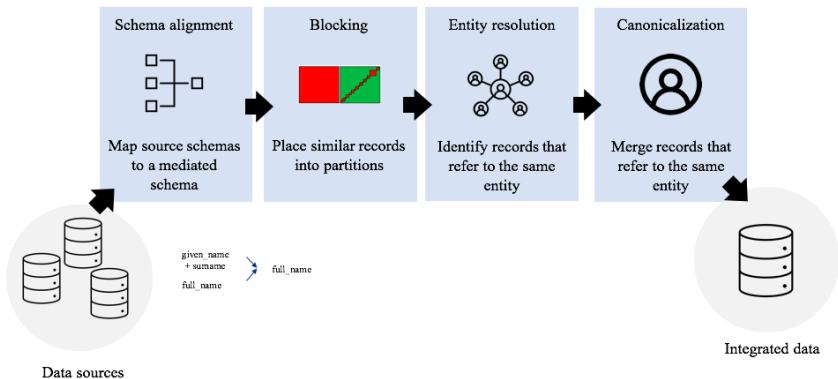 Schema alignment
Map source schemas
to a mediated
schema
Blocking
Place similar records
into partitions
Entity resolution
Identify records that
refer to the same
entity
Canonicalization
Merge records that
refer to the same
entity
given_name
+ surname
full_name
full_name
Data sources
Integrated data